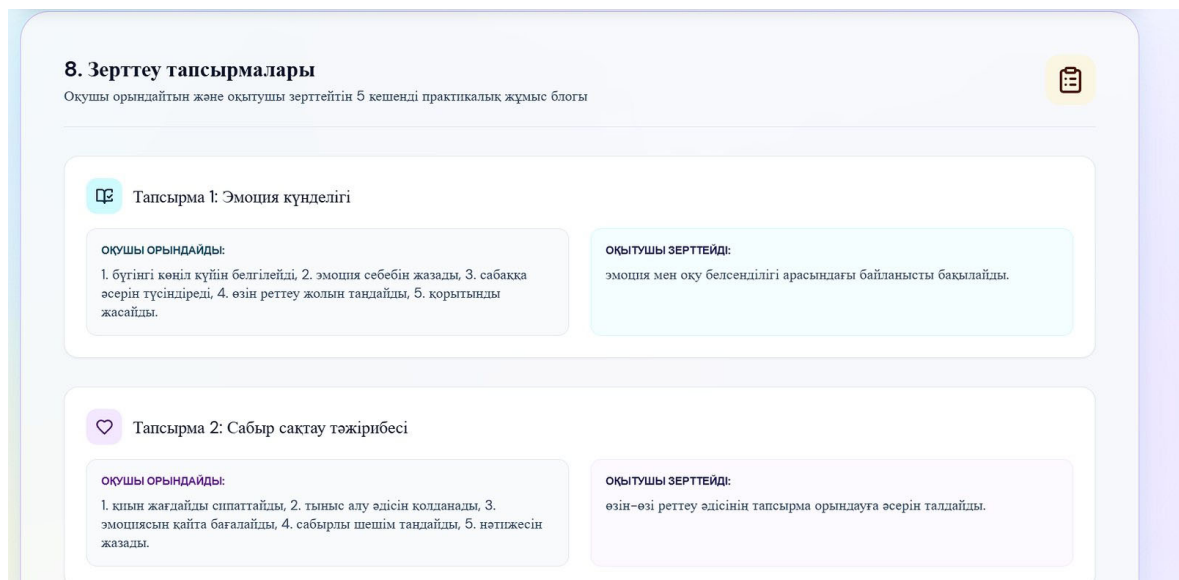 8. Зерттеу тапсырмалары
Оқушы орындайтын және оқытушы зерттейтін 5 кешенді практикалық жұмыс блогы
Тапсырма 1: Эмоция күнделігі
ОҚУШЫ ОРЫНДАЙДЫ:
1. бүгінгі көңіл күйін белгілейді, 2. эмоция себебін жазады, 3. сабаққа
әсерін түсіндіреді, 4. өзін реттеу жолын таңдайды, 5. қорытынды
жасайды.
ОҚЫТУШЫ ЗЕРТТЕЙДІ:
эмоция мен оқу белсенділігі арасындағы байланысты бақылайды.
Тапсырма 2: Сабыр сақтау тәжірибесі
ОҚУШЫ ОРЫНДАЙДЫ:
1. қиын жағдайды сипаттайды, 2. тыныс алу әдісін қолданады, 3.
эмоциясын қайта бағалайды, 4. сабырлы шешім таңдайды, 5. нәтижесін
жазады.
ОҚЫТУШЫ ЗЕРТТЕЙДІ:
өзін-өзі реттеу әдісінің тапсырма орындауға әсерін талдайды.